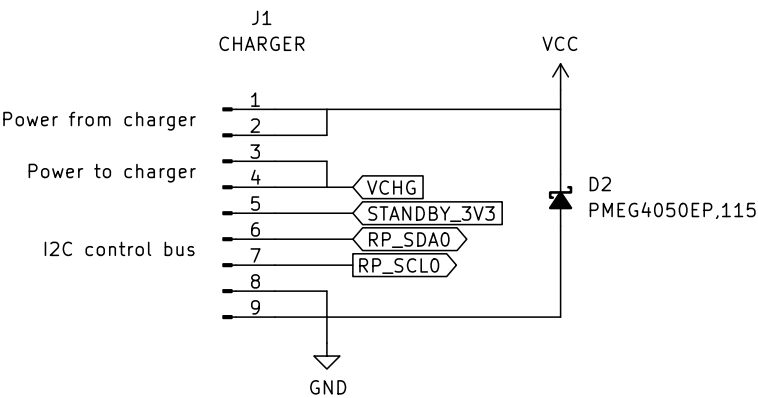 J1
CHARGER
VCC
1
Power from charger
2
3
Power to charger
4
VCHG
D2
5
STANDBY_3V3
PMEG4050EP,115
6
RP_SDA0
I2C control bus
7
RP_SCL0
8
9
GND